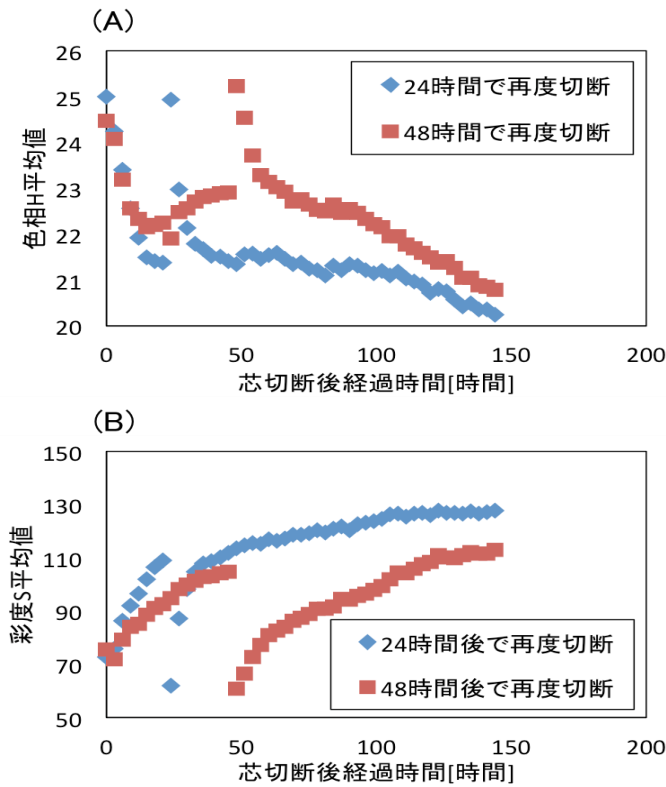 (A)
色相H平均値
26
25
24
23
22
21
20
24時間で再度切断
48時間で再度切断
0
50
100
150
200
芯切断後経過時間[時間]
(B)
彩度S平均値
150
130
110
90
70
50
24時間後で再度切断
48時間後で再度切断
0
50
100
150
200
芯切断後経過時間[時間]